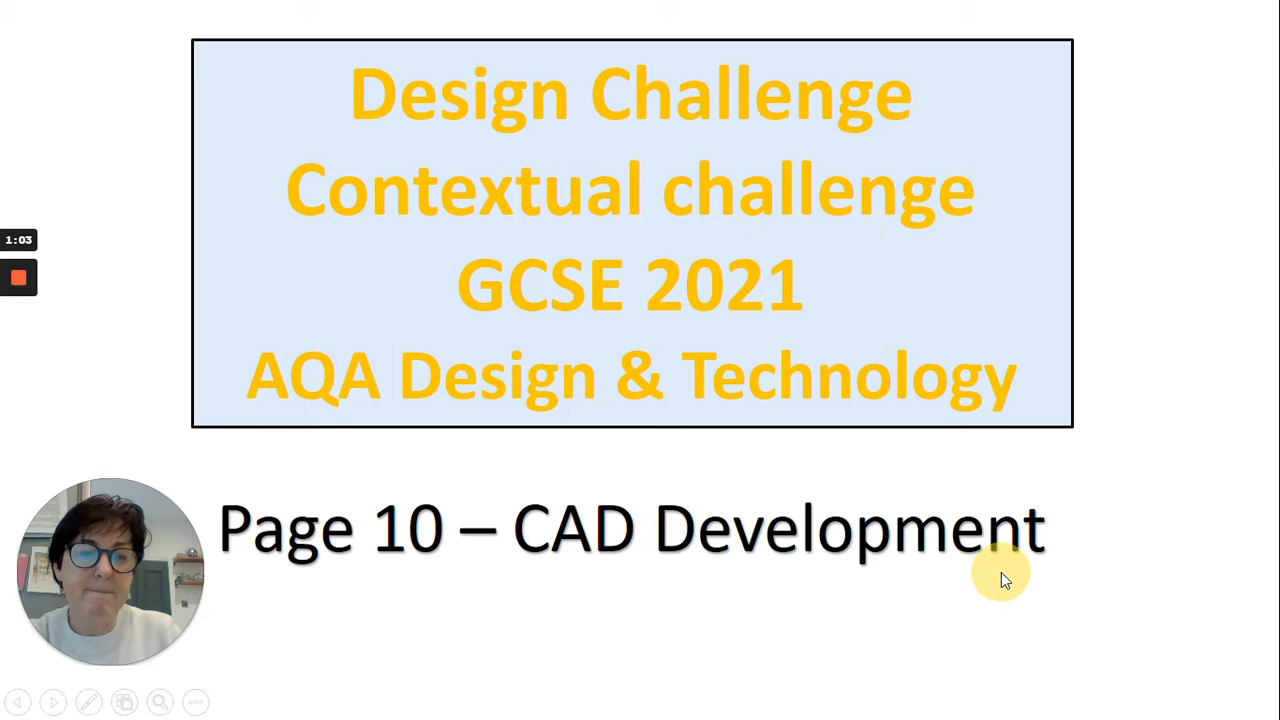 Design Challenge
Contextual challenge
GCSE 2021
AQA Design & Technology
1:03
Page 10 – CAD Development